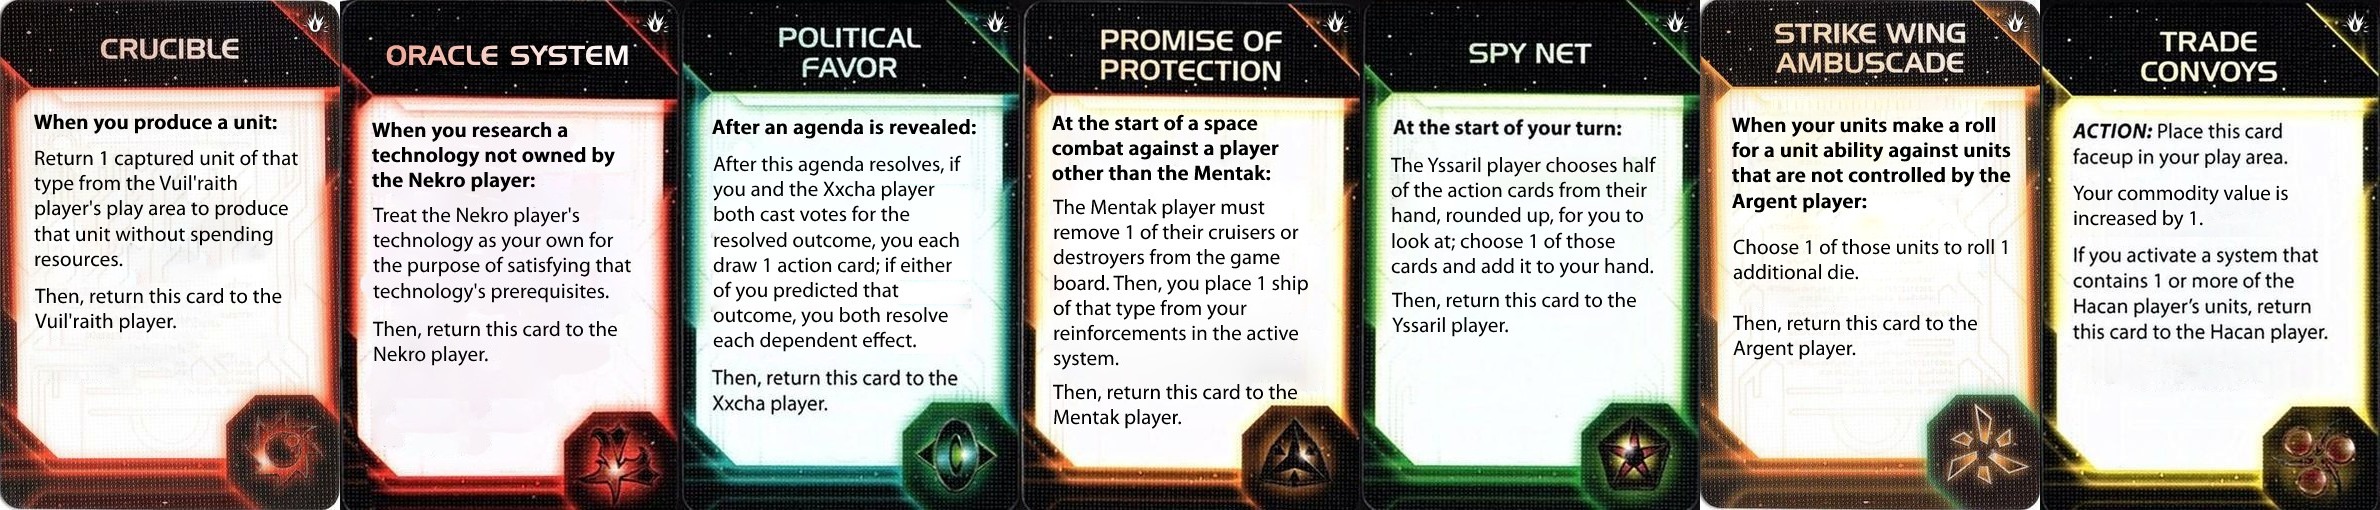 CRUCIBLE
When you produce a unit:
Return 1 captured unit of that
type from the Vuil'raith
player's play area to produce
that unit without spending
resources.
Then, return this card to the
Vuil'raith player.
ORACLE SYSTEM
When you research a
technology not owned by
the Nekro player:
Treat the Nekro player's
technology as your own for
the purpose of satisfying that
technology's prerequisites.
Then, return this card to the
Nekro player.
POLITICAL
FAVOR
After an agenda is revealed:
After this agenda resolves, if
you and the Xxcha player
both cast votes for the
resolved outcome, you each
draw 1 action card; if either
of you predicted that
outcome, you both resolve
each dependent effect.
Then, return this card to the
Xxcha player.
PROMISE OF
PROTECTION
At the start of a space
combat against a player
other than the Mentak:
The Mentak player must
remove 1 of their cruisers or
destroyers from the game
board. Then, you place 1 ship
of that type from your
reinforcements in the active
system.
Then, return this card to the
Mentak player.
SPY NET
At the start of your turn:
The Yssaril player chooses half
of the action cards from their
hand, rounded up, for you to
look at; choose 1 of those
cards and add it to your hand.
Then, return this card to the
Yssaril player.
STRIKE WING
AMBUSCADE
When your units make a roll
for a unit ability against units
that are not controlled by the
Argent player:
Choose 1 of those units to roll 1
additional die.
Then, return this card to the
Argent player.
TRADE
CONVOYS
ACTION: Place this card
faceup in your play area.
Your commodity value is
increased by 1.
If you activate a system that
contains 1 or more of the
Hacan player's units, return
this card to the Hacan player.